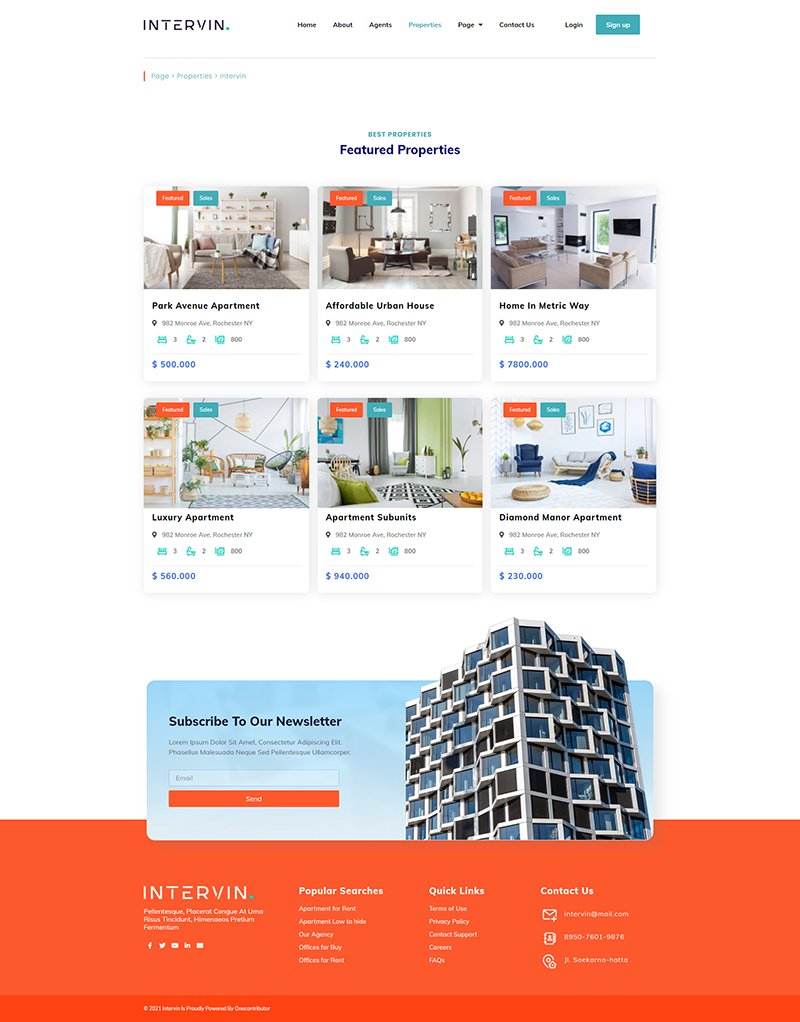 INTERVIN.
Home About Agents Properties Page Contact Us Login Sign up
Page > Properties > Intervin
BEST PROPERTIES
Featured Properties
Featured Sales
Park Avenue Apartment
982 Monroe Ave, Rochester NY
3 2 800
$ 500.000
Featured Sales
Affordable Urban House
982 Monroe Ave, Rochester NY
3 2 800
$ 240.000
Featured Sales
Home In Metric Way
982 Monroe Ave, Rochester NY
3 2 800
$ 7800.000
Featured Sales
Luxury Apartment
982 Monroe Ave, Rochester NY
3 2 800
$ 560.000
Featured Sales
Apartment Subunits
982 Monroe Ave, Rochester NY
3 2 800
$ 940.000
Featured Sales
Diamond Manor Apartment
982 Monroe Ave, Rochester NY
3 2 800
$ 230.000
Subscribe To Our Newsletter
Lorem Ipsum Dolor Sit Amet, Consectetur Adipiscing Elit.
Phasellus Malesuada Neque Sed Pellentesque Ullamcorper.
Email
Send
INTERVIN.
Pellentesque, Placerat Congue At Urna
Risus Tincidunt, Himenaeos Pretium
Fermentum
Popular Searches
Apartment for Rent
Apartment Low to hide
Our Agency
Offices for Buy
Offices for Rent
Quick Links
Terms of Use
Privacy Policy
Contact Support
Careers
FAQs
Contact Us
intervin@mail.com
8950-7601-9876
Jl. Soekarno-hatta
© 2021 Intervin Is Proudly Powered By Onecontributor